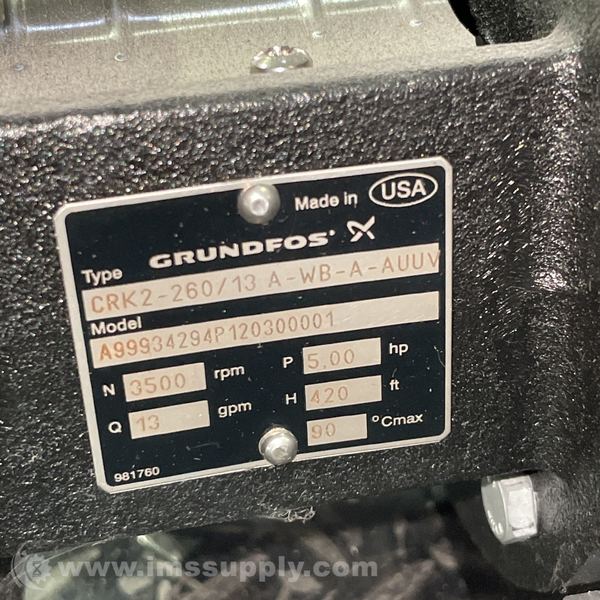 Made in USA
GRUNDFOS
Type
CRK2-260/13 A-WB-A-AUUV
Model
A99934294P120300001
N 3500 rpm P 5.00 hp
Q 13 gpm H 420 ft
90 °Cmax
981760
www.imssupply.com